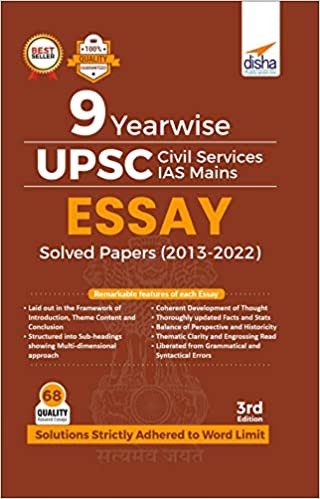 BEST
SELLER
100%
QUALITY
GUARANTEED
disha
9 Yearwise
UPSC Civil Services
IAS Mains
ESSAY
Solved Papers (2013-2022)
Remarkable features of each Essay
• Laid out in the Framework of
Introduction, Theme Content and
Conclusion
• Structured into Sub-headings
showing Multi-dimensional
approach
• Coherent Development of Thought
• Thoroughly updated Facts and Stats
• Balance of Perspective and Historicity
• Thematic Clarity and Engrossing Read
• Liberated from Grammatical and
Syntactical Errors
68
QUALITY
3rd
Edition
Solutions Strictly Adhered to Word Limit
सत्यमेव जयते